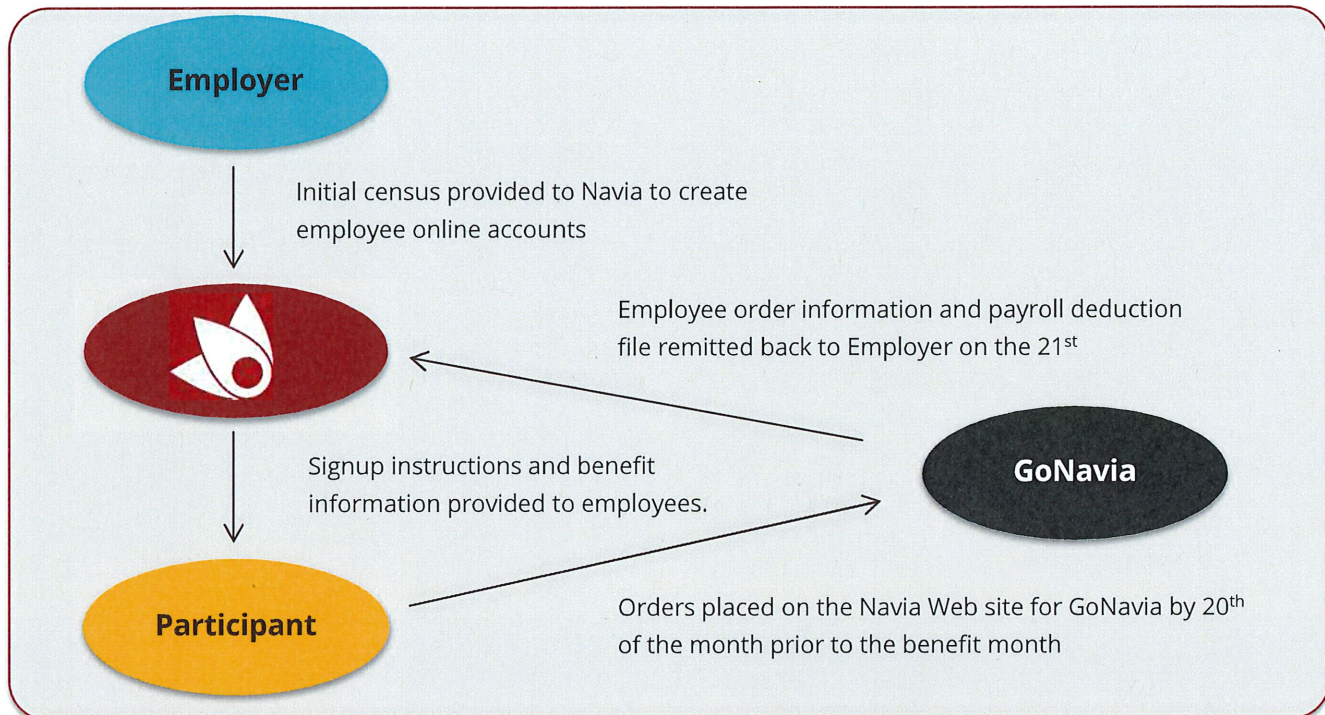 Employer
Initial census provided to Navia to create
employee online accounts
Employee order information and payroll deduction
file remitted back to Employer on the 21st
Signup instructions and benefit
information provided to employees.
GoNavia
Participant
Orders placed on the Navia Web site for GoNavia by 20th
of the month prior to the benefit month